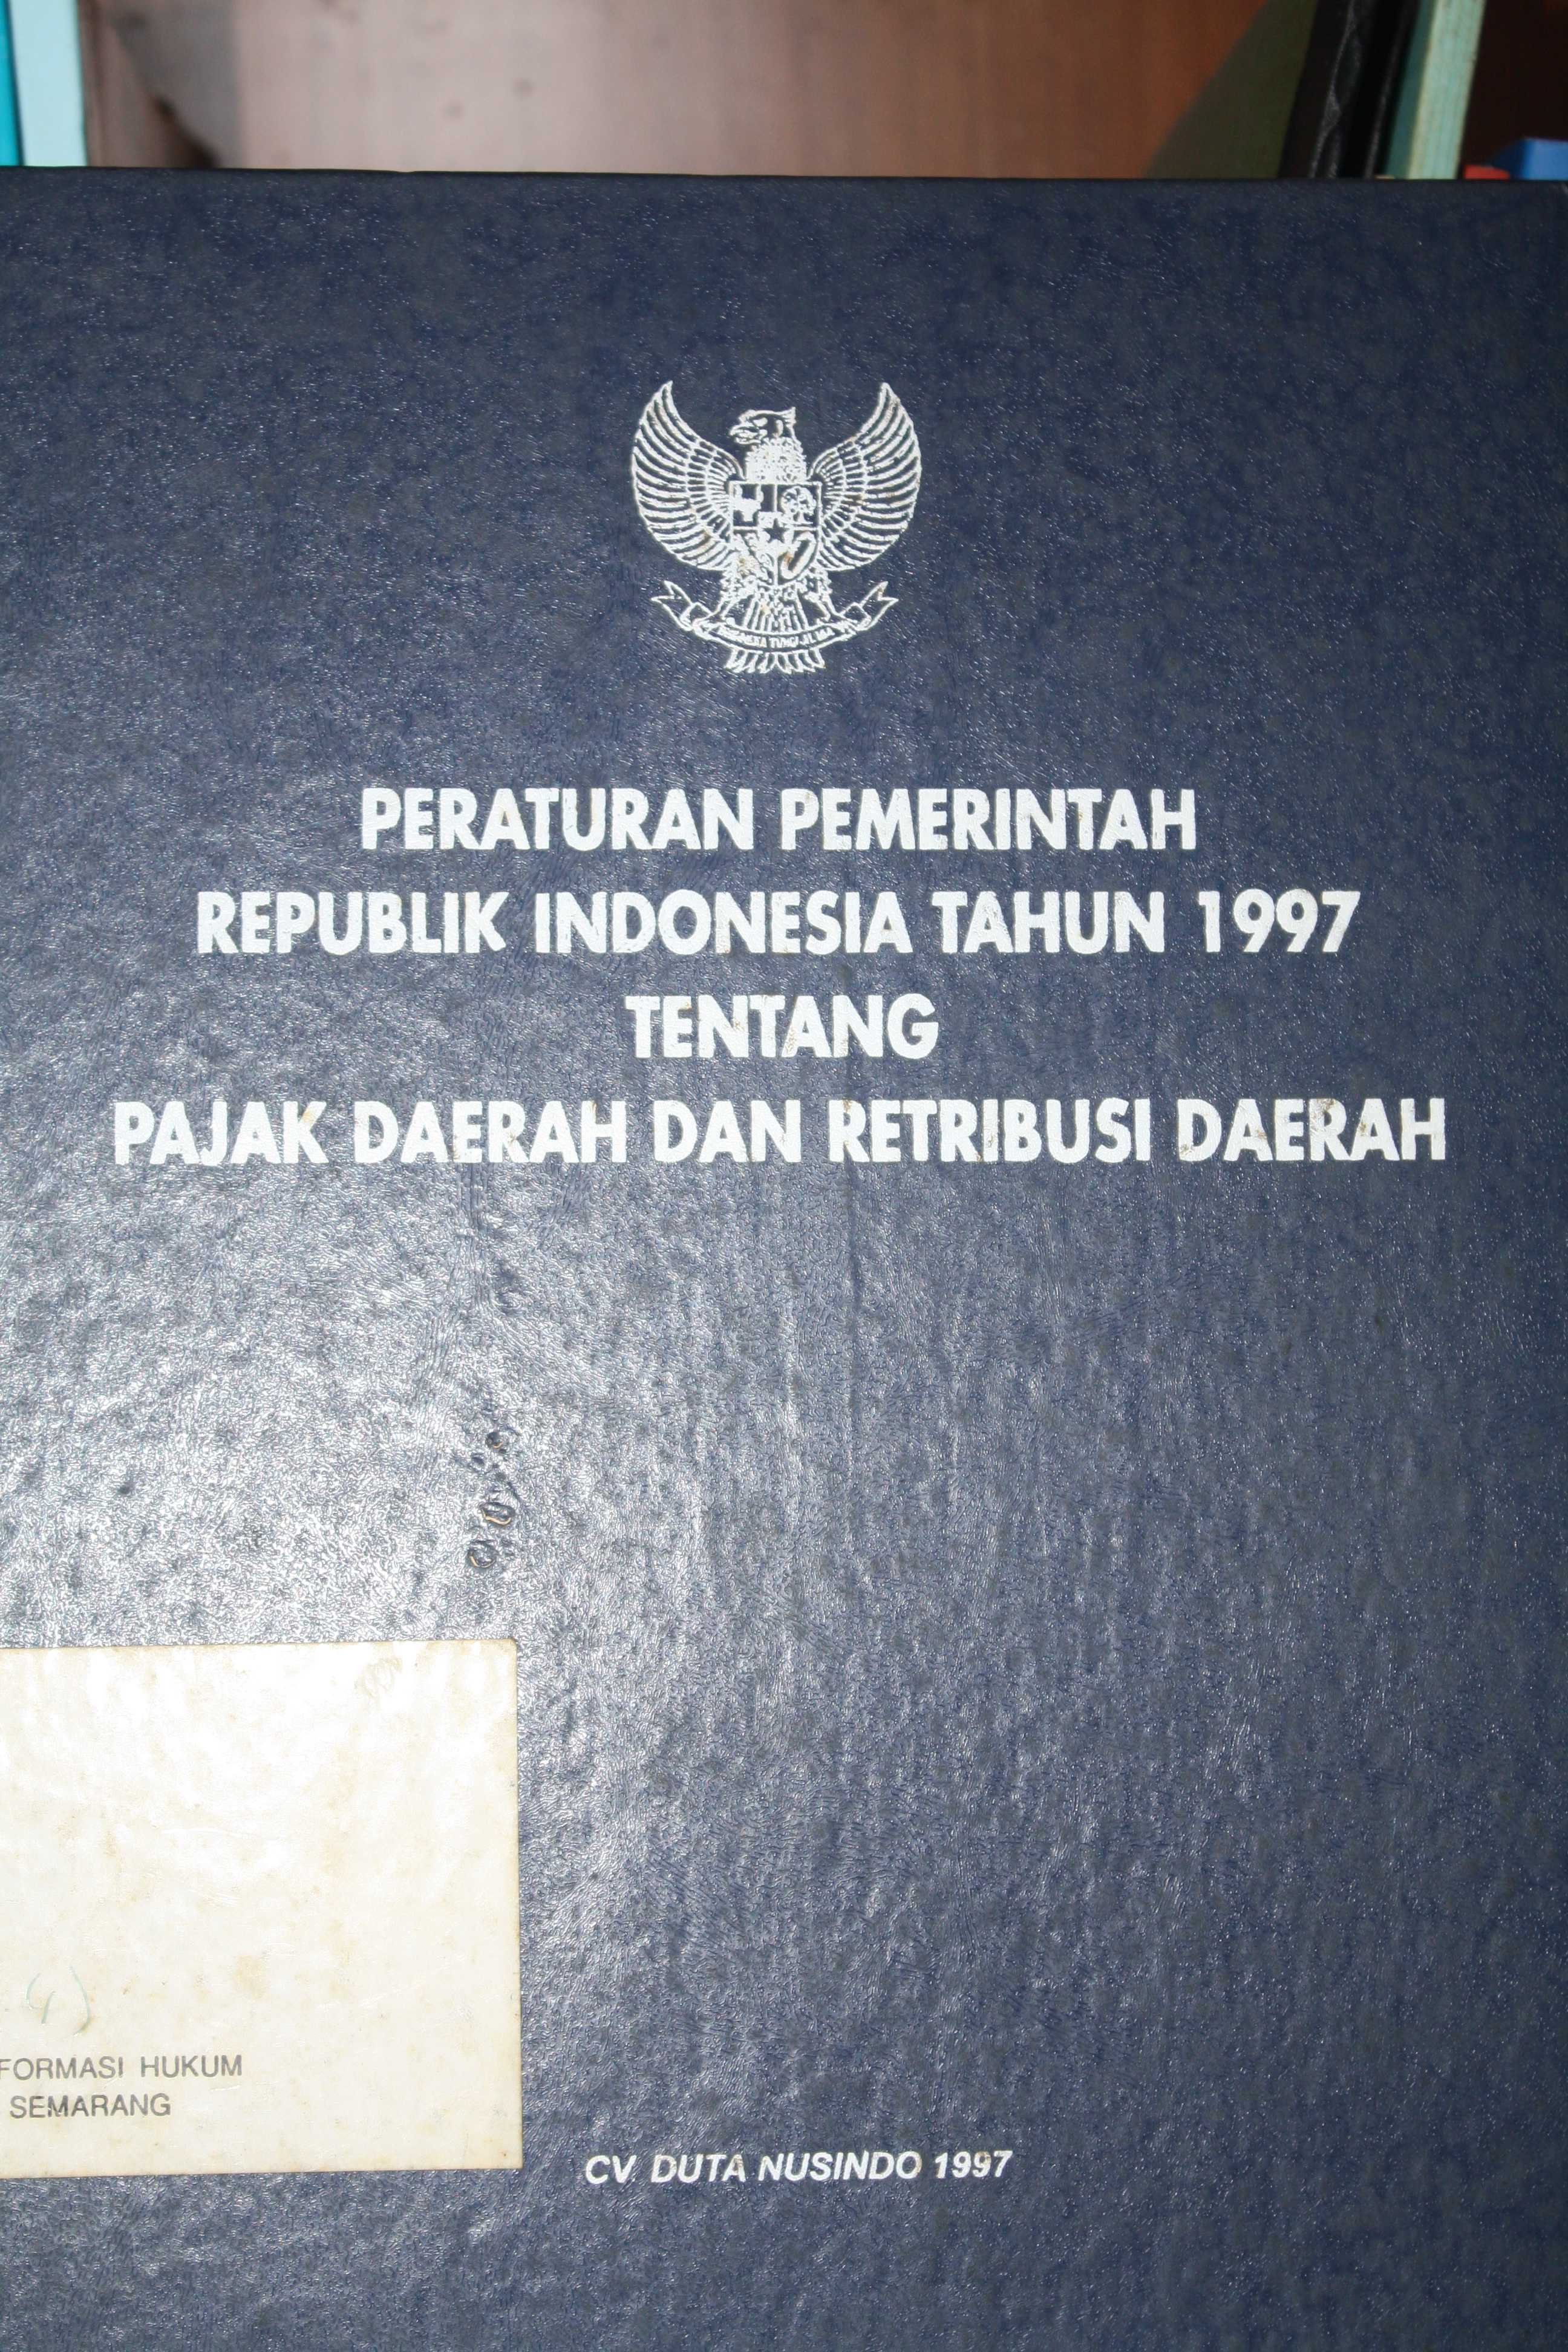 PERATURAN PEMERINTAH
REPUBLIK INDONESIA TAHUN 1997
TENTANG
PAJAK DAERAH DAN RETRIBUSI DAERAH
FORMASI HUKUM
SEMARANG
CV. DUTA NUSINDO 1997